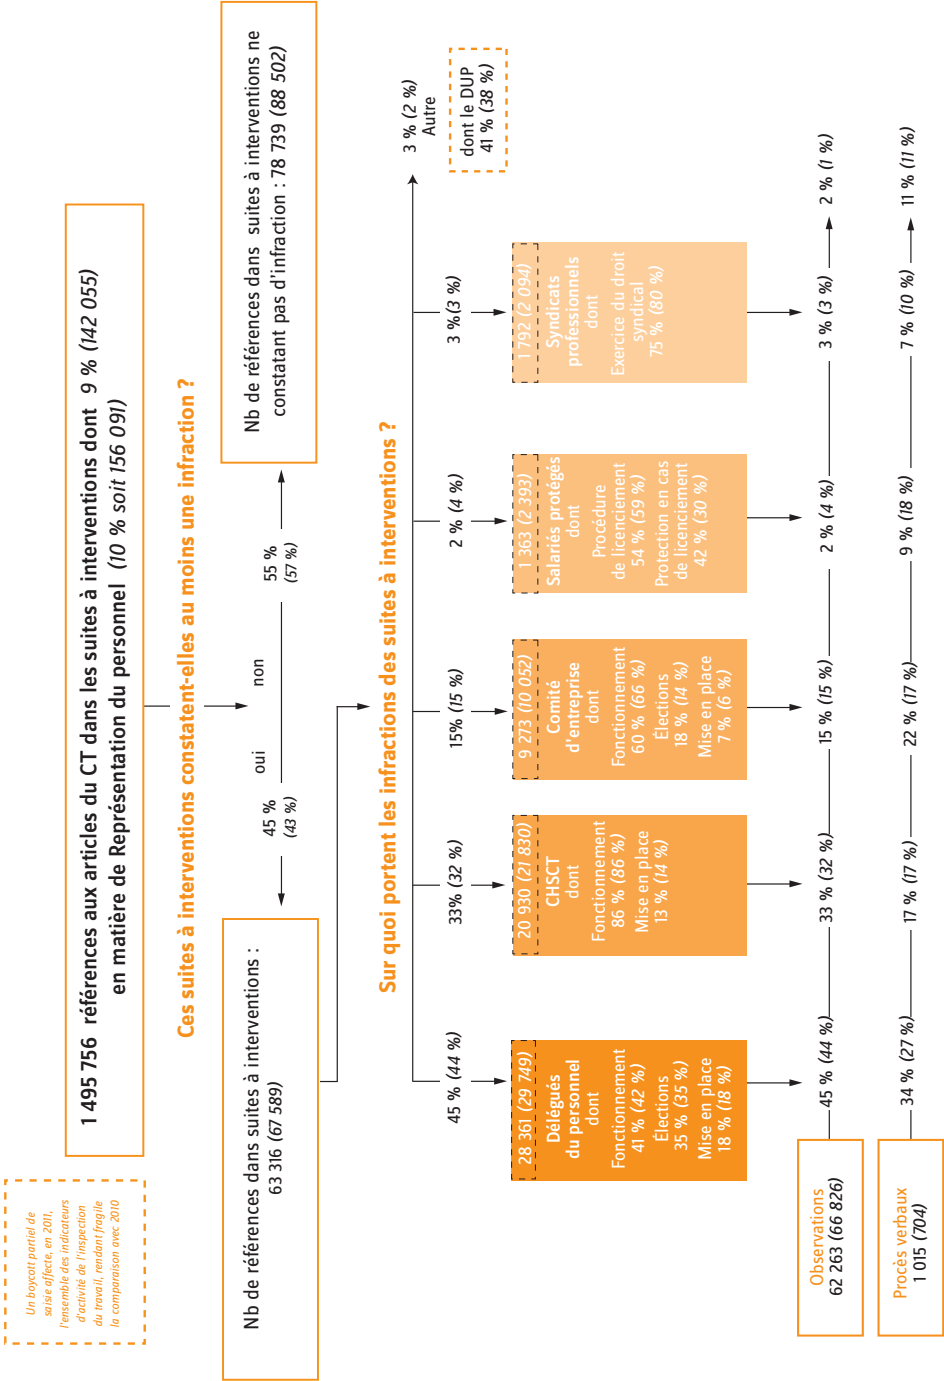 Un boycott partiel de
saisie affecte, en 2011,
l'ensemble des indicateurs
d'activité de l'inspection
du travail, rendant fragile
la comparaison avec 2010
1 495 756 références aux articles du CT dans les suites à interventions dont 9 % (142 055)
en matière de Représentation du personnel (10 % soit 156 091)
Ces suites à interventions constatent-elles au moins une infraction ?
oui
non
45 %
(43 %)
55 %
(57 %)
Nb de références dans suites à interventions :
63 316 (67 589)
Nb de références dans suites à interventions ne
constatant pas d'infraction : 78 739 (88 502)
Sur quoi portent les infractions des suites à interventions ?
45 % (44 %)
33% (32 %)
15% (15 %)
2 % (4 %)
3 %(3 %)
3 % (2 %)
Autre
dont le DUP
41 % (38 %)
28 361 (29 749)
Délégués
du personnel
dont
Fonctionnement
41 % (42 %)
Élections
35 % (35 %)
Mise en place
18 % (18 %)
20 930 (21 830)
CHSCT
dont
Fonctionnement
86 % (86 %)
Mise en place
13 % (14 %)
9 273 (10 052)
Comité
d'entreprise
dont
Fonctionnement
60 % (66 %)
Élections
18 % (14 %)
Mise en place
7 % (6 %)
1 363 (2 393)
Salariés protégés
dont
Procédure
de licenciement
54 % (59 %)
Protection en cas
de licenciement
42 % (30 %)
1 792 (2 094)
Syndicats
professionnels
dont
Exercice du droit
syndical
75 % (80 %)
Observations
62 263 (66 826)
45 % (44 %)
33 % (32 %)
15 % (15 %)
2 % (4 %)
3 % (3 %)
2 % (1 %)
Procès verbaux
1 015 (704)
34 % (27 %)
17 % (17 %)
22 % (17 %)
9 % (18 %)
7 % (10 %)
11 % (11 %)